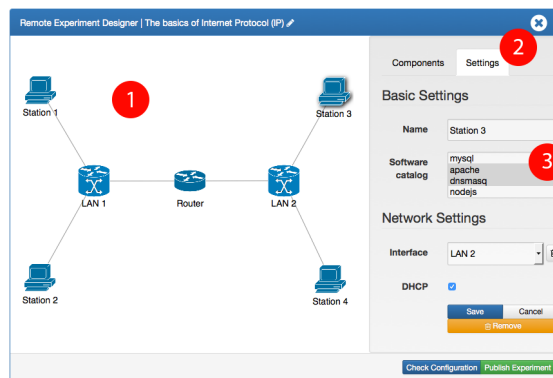 Remote Experiment Designer | The basics of Internet Protocol (IP)
1
2
3
Station 1
Station 3
LAN 1
Router
LAN 2
Station 2
Station 4
Components
Settings
Basic Settings
Name
Station 3
Software
catalog
mysql
apache
dnsmasq
nodejs
Network Settings
Interface
LAN 2
DHCP
Save
Cancel
Remove
Check Configuration
Publish Experiment